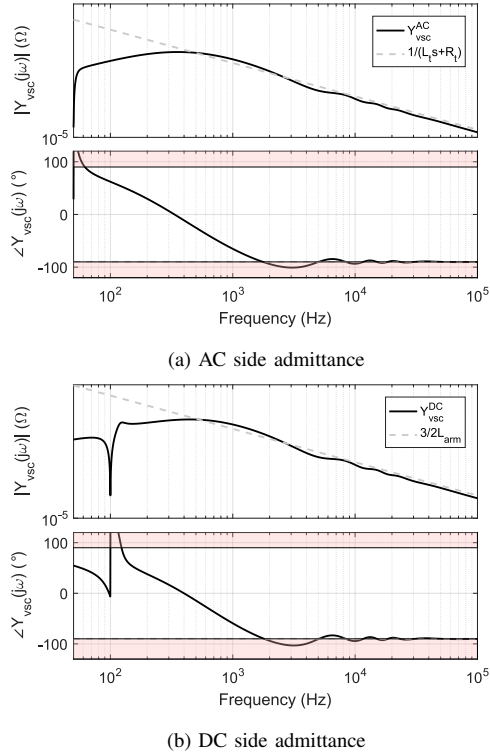 |Y_vsc(jω)| (Ω)
Y_vsc^AC
1/(L_t s+R_t)
10^-5
∠Y_vsc(jω) (°)
100
0
-100
10^2 10^3 10^4 10^5
Frequency (Hz)
(a) AC side admittance
|Y_vsc(jω)| (Ω)
Y_vsc^DC
3/2L_arm
10^-5
∠Y_vsc(jω) (°)
100
0
-100
10^2 10^3 10^4 10^5
Frequency (Hz)
(b) DC side admittance